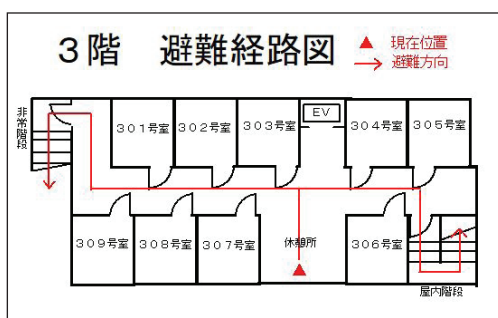 3階 避難経路図
現在位置
避難方向
非常階段
301号室
302号室
303号室
EV
304号室
305号室
309号室
308号室
307号室
休憩所
306号室
屋内階段